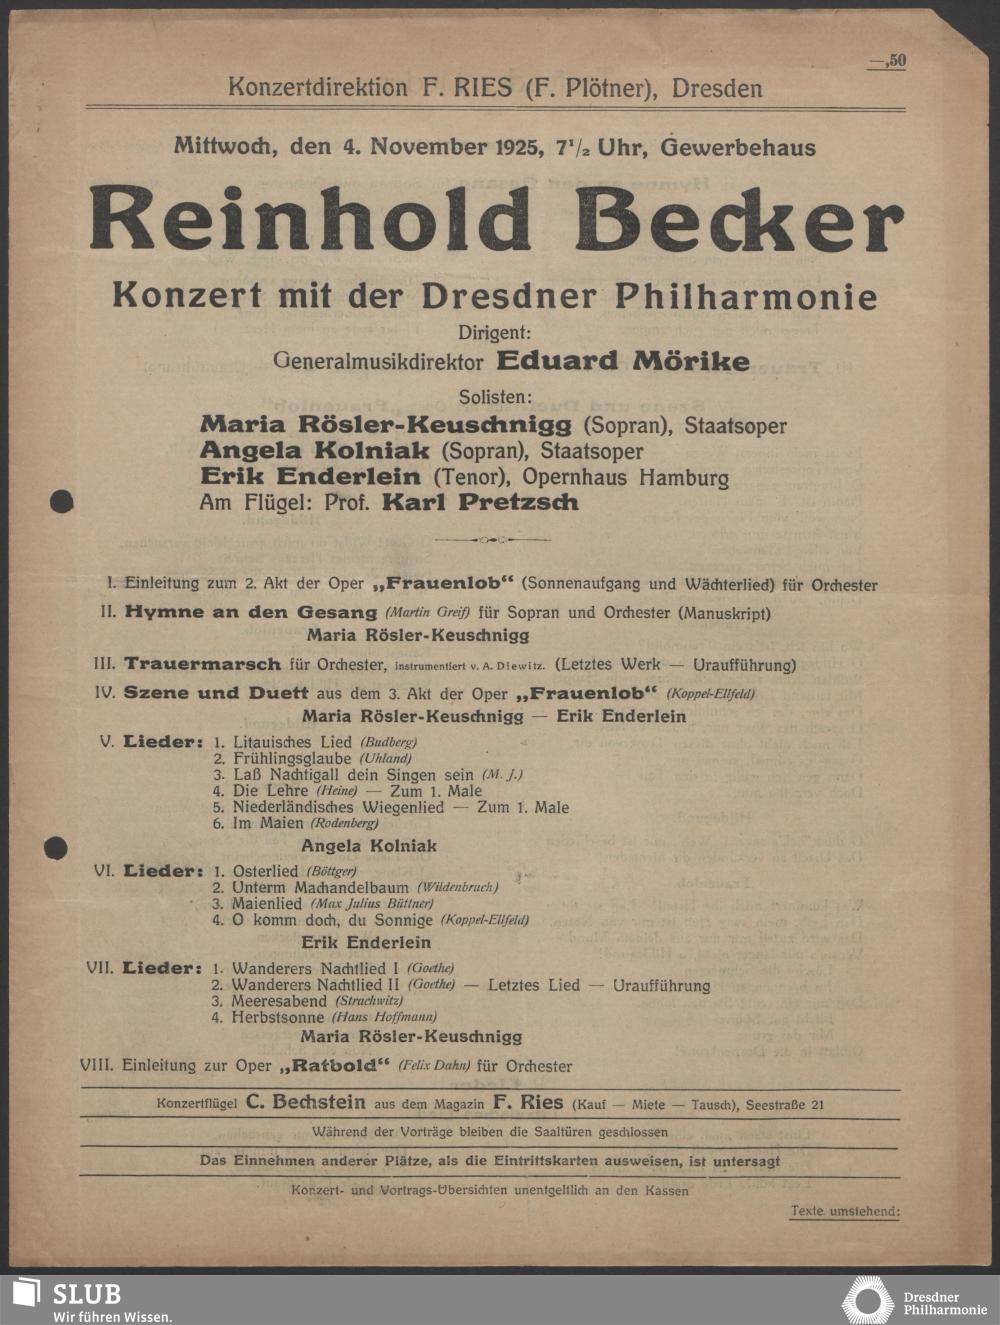 —,50
Konzertdirektion F. RIES (F. Plötner), Dresden
Mittwoch, den 4. November 1925, 7¹/₂ Uhr, Gewerbehaus
Reinhold Becker
Konzert mit der Dresdner Philharmonie
Dirigent:
Generalmusikdirektor Eduard Mörike
Solisten:
Maria Rösler-Keuschnigg (Sopran), Staatsoper
Angela Kolniak (Sopran), Staatsoper
Erik Enderlein (Tenor), Opernhaus Hamburg
Am Flügel: Prof. Karl Pretzsch
I. Einleitung zum 2. Akt der Oper „Frauenlob“ (Sonnenaufgang und Wächterlied) für Orchester
II. Hymne an den Gesang (Martin Greif) für Sopran und Orchester (Manuskript)
Maria Rösler-Keuschnigg
III. Trauermarsch für Orchester, instrumentiert v. A. Diewitz. (Letztes Werk — Uraufführung)
IV. Szene und Duett aus dem 3. Akt der Oper „Frauenlob“ (Koppel-Ellfeld)
Maria Rösler-Keuschnigg — Erik Enderlein
V. Lieder: 1. Litauisches Lied (Budberg)
2. Frühlingsglaube (Uhland)
3. Laß Nachtigall dein Singen sein (M. J.)
4. Die Lehre (Heine) — Zum 1. Male
5. Niederländisches Wiegenlied — Zum 1. Male
6. Im Maien (Rodenberg)
Angela Kolniak
VI. Lieder: 1. Osterlied (Böttger)
2. Unterm Machandelbaum (Wildenbruch)
3. Maienlied (Max Julius Büttner)
4. O komm doch, du Sonnige (Koppel-Ellfeld)
Erik Enderlein
VII. Lieder: 1. Wanderers Nachtlied I (Goethe)
2. Wanderers Nachtlied II (Goethe) — Letztes Lied — Uraufführung
3. Meeresabend (Strachwitz)
4. Herbstsonne (Hans Hoffmann)
Maria Rösler-Keuschnigg
VIII. Einleitung zur Oper „Ratbold“ (Felix Dahn) für Orchester
Konzertflügel C. Bechstein aus dem Magazin F. Ries (Kauf — Miete — Tausch), Seestraße 21
Während der Vorträge bleiben die Saaltüren geschlossen
Das Einnehmen anderer Plätze, als die Eintrittskarten ausweisen, ist untersagt
Konzert- und Vortrags-Übersichten unentgeltlich an den Kassen
Texte umstehend:
SLUB
Wir führen Wissen.
Dresdner
Philharmonie